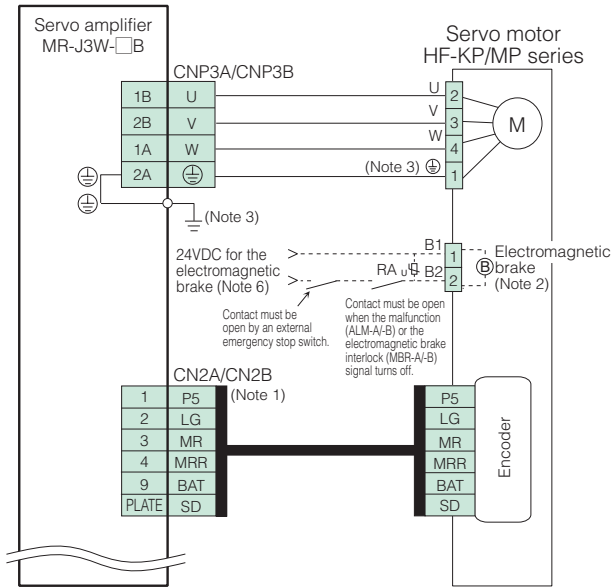 Servo amplifier
MR-J3W-□B
Servo motor
HF-KP/MP series
CNP3A/CNP3B
1B U
2B V
1A W
2A
U 2
V 3
W 4
(Note 3) 1
M
(Note 3)
24VDC for the
electromagnetic
brake (Note 6)
RA U
B1 1
B2 2
B
Electromagnetic
brake
(Note 2)
Contact must be
open by an external
emergency stop switch.
Contact must be open
when the malfunction
(ALM-A/-B) or the
electromagnetic brake
interlock (MBR-A/-B)
signal turns off.
CN2A/CN2B
(Note 1)
1 P5
2 LG
3 MR
4 MRR
9 BAT
PLATE SD
P5
LG
MR
MRR
BAT
SD
Encoder